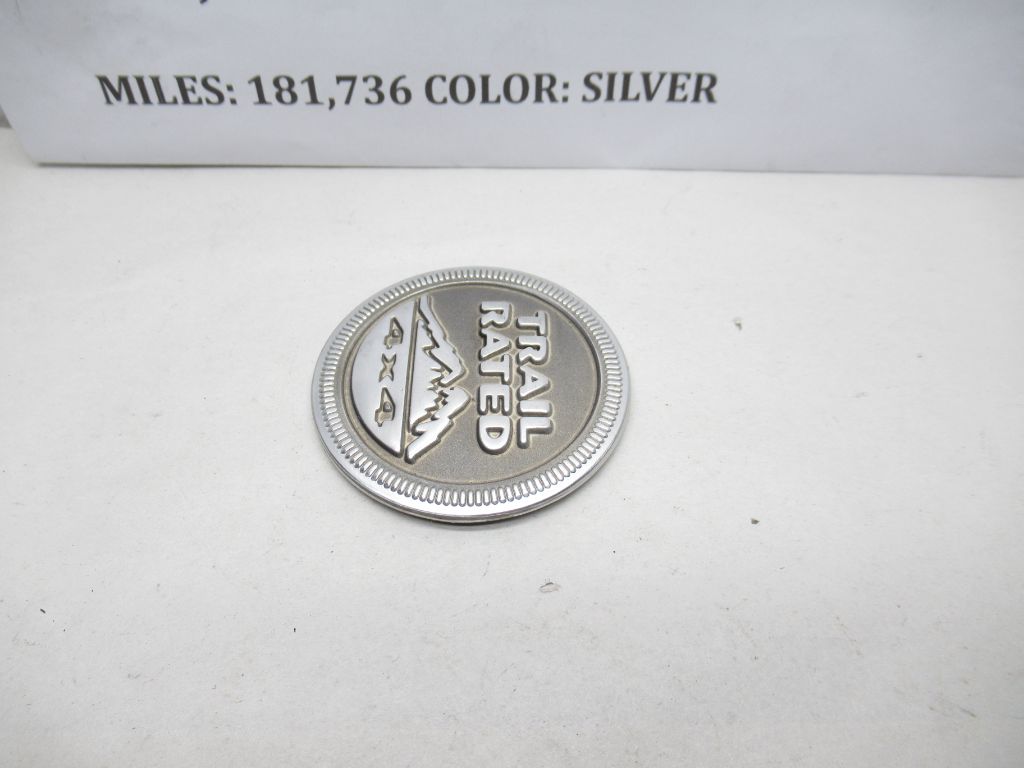 MILES: 181,736 COLOR: SILVER
TRAIL
RATED
4x4